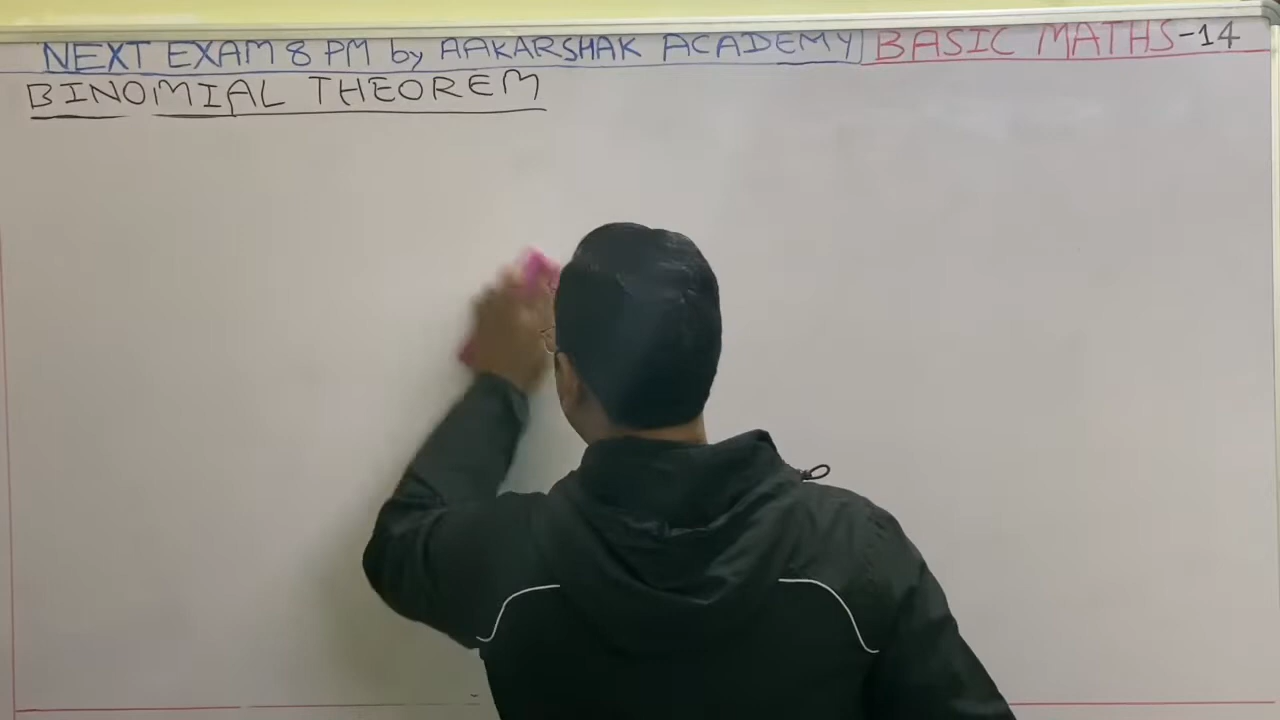 NEXT EXAM 8 PM by AAKARSHAK ACADEMY BASIC MATHS-14
BINOMIAL THEOREM